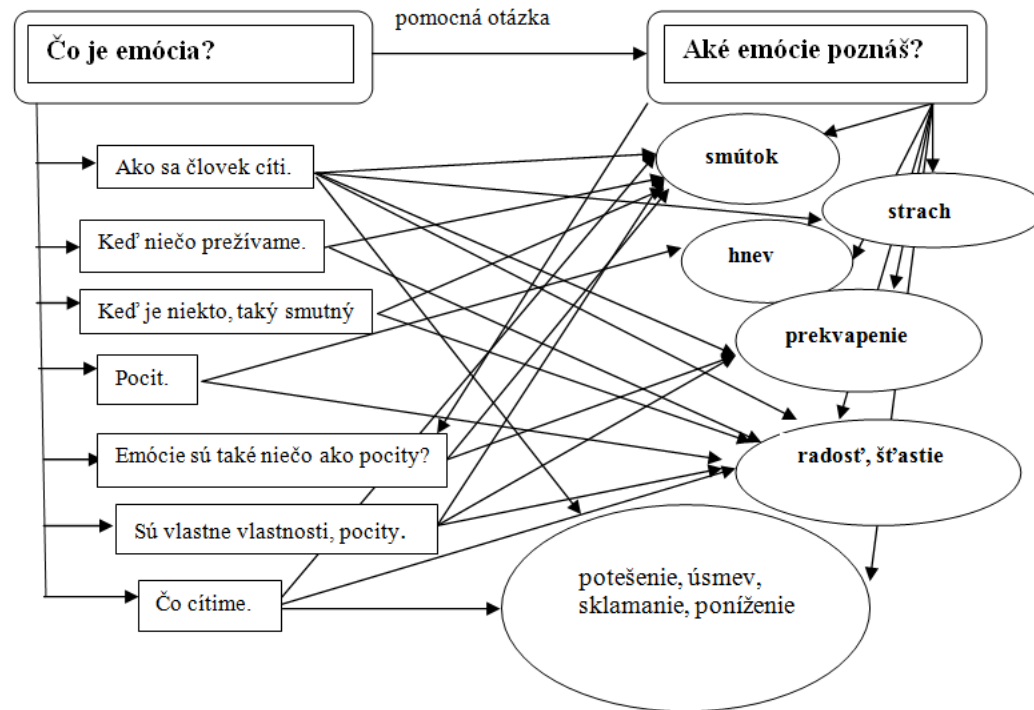 pomocná otázka
Čo je emócia?
Aké emócie poznáš?
Ako sa človek cíti.
Keď niečo prežívame.
Keď je niekto, taký smutný
Pocit.
Emócie sú také niečo ako pocity?
Sú vlastne vlastnosti, pocity.
Čo cítime.
smútok
strach
hnev
prekvapenie
radosť, šťastie
potešenie, úsmev,
sklamanie, poníženie